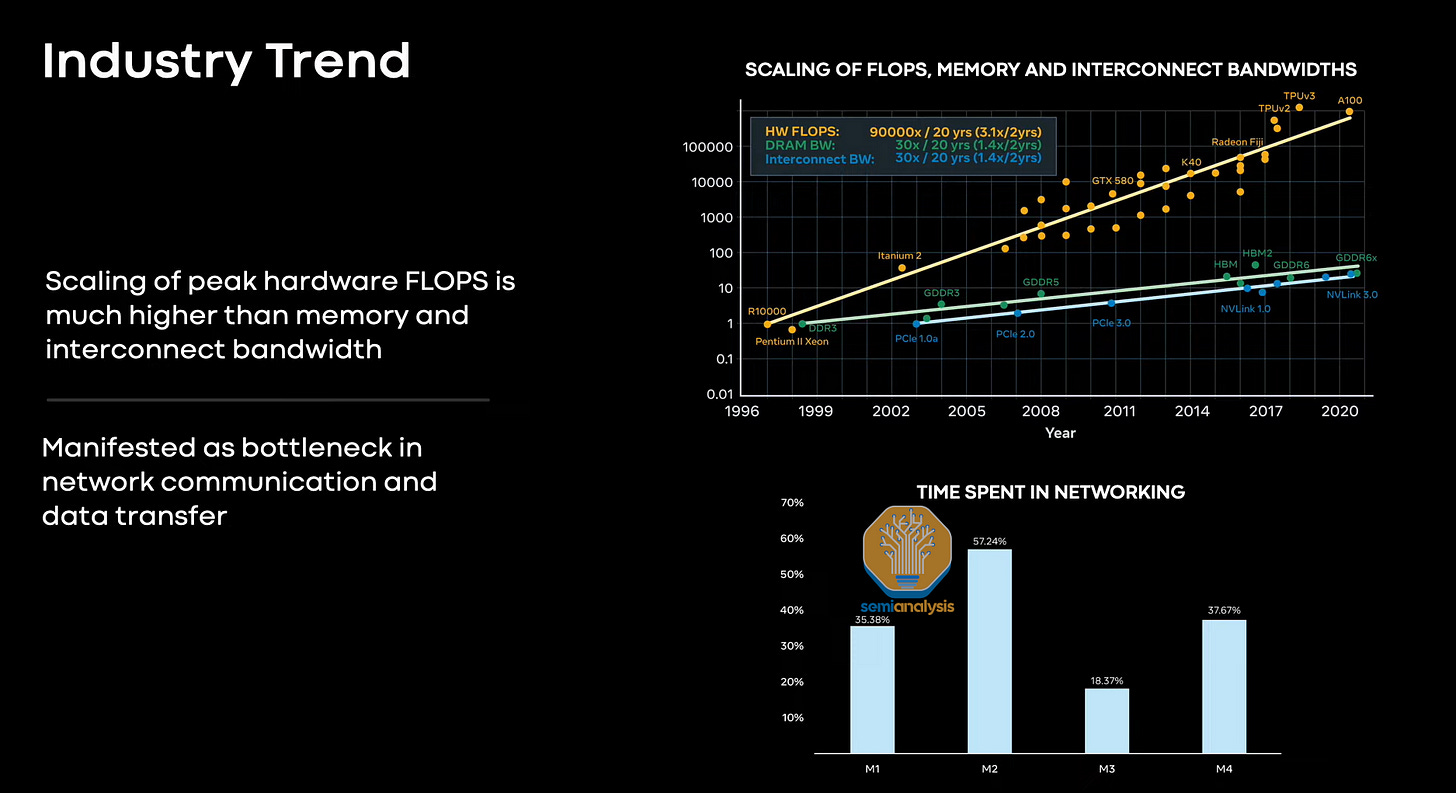 Industry Trend
Scaling of peak hardware FLOPS is
much higher than memory and
interconnect bandwidth
Manifested as bottleneck in
network communication and
data transfer
SCALING OF FLOPS, MEMORY AND INTERCONNECT BANDWIDTHS
HW FLOPS: 90000x / 20 yrs (3.1x/2yrs)
DRAM BW: 30x / 20 yrs (1.4x/2yrs)
Interconnect BW: 30x / 20 yrs (1.4x/2yrs)
100000
10000
1000
100
10
1
0.1
0.01
TPUv3
A100
TPUv2
Radeon Fiji
K40
GTX 580
Itanium 2
R10000
Pentium II Xeon
HBM2
HBM
GDDR6
GDDR6x
GDDR5
GDDR3
DDR3
NVLink 3.0
NVLink 1.0
PCIe 3.0
PCIe 2.0
PCIe 1.0a
1996 1999 2002 2005 2008 2011 2014 2017 2020
Year
TIME SPENT IN NETWORKING
70%
60%
50%
40%
30%
20%
10%
semianalysis
35.38%
57.24%
18.37%
37.67%
M1 M2 M3 M4